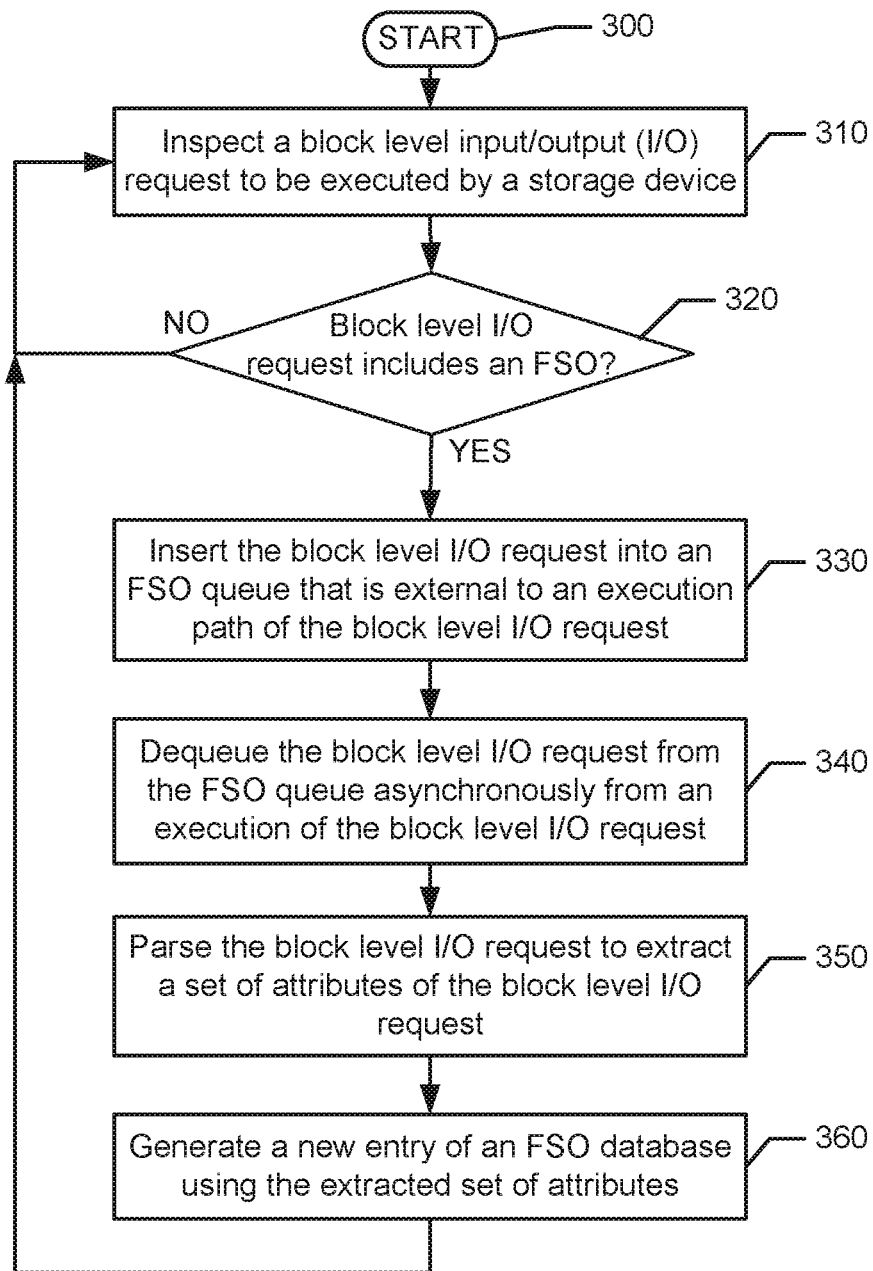 START
300
Inspect a block level input/output (I/O)
request to be executed by a storage device
310
NO
Block level I/O
request includes an FSO?
320
YES
Insert the block level I/O request into an
FSO queue that is external to an execution
path of the block level I/O request
330
Dequeue the block level I/O request from
the FSO queue asynchronously from an
execution of the block level I/O request
340
Parse the block level I/O request to extract
a set of attributes of the block level I/O
request
350
Generate a new entry of an FSO database
using the extracted set of attributes
360